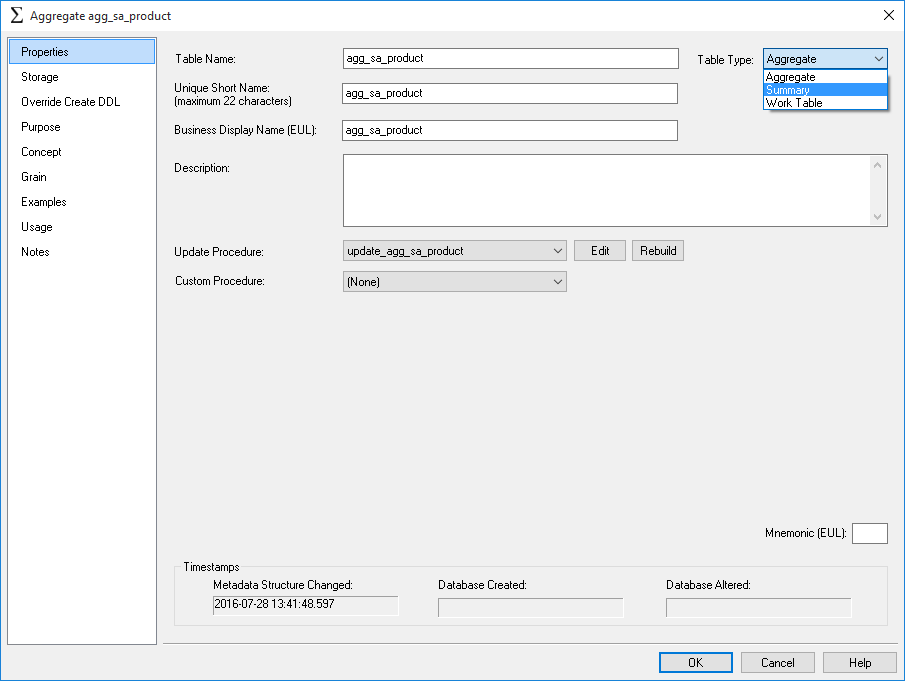 Aggregate agg_sa_product
Properties
Storage
Override Create DDL
Purpose
Concept
Grain
Examples
Usage
Notes
Table Name: agg_sa_product Table Type: Aggregate
Aggregate
Summary
Work Table
Unique Short Name:
(maximum 22 characters) agg_sa_product
Business Display Name (EUL): agg_sa_product
Description:
Update Procedure: update_agg_sa_product Edit Rebuild
Custom Procedure: (None)
Mnemonic (EUL):
Timestamps
Metadata Structure Changed: Database Created: Database Altered:
2016-07-28 13:41:48.597
OK Cancel Help